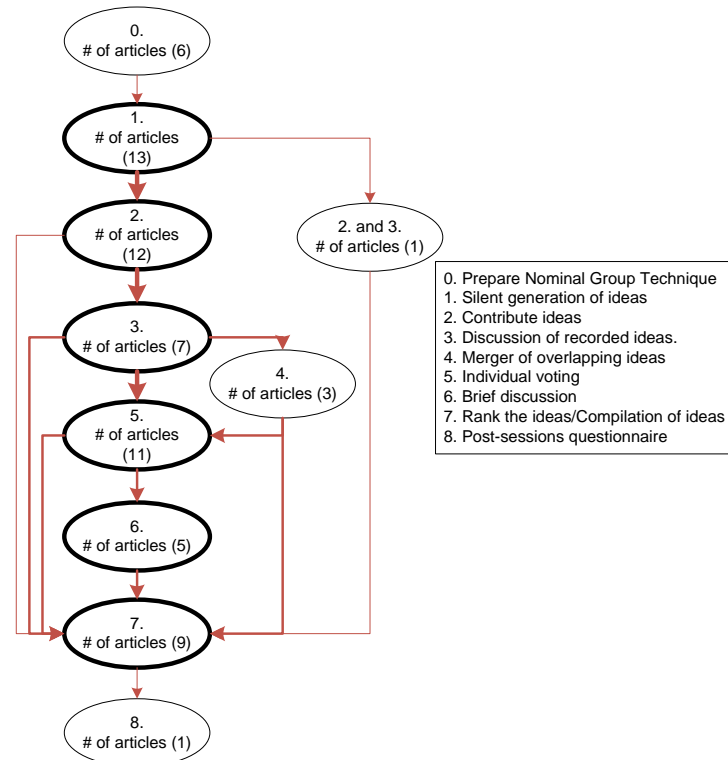 0.
# of articles (6)
1.
# of articles
(13)
2.
# of articles
(12)
2. and 3.
# of articles (1)
3.
# of articles (7)
4.
# of articles (3)
5.
# of articles
(11)
6.
# of articles (5)
7.
# of articles (9)
8.
# of articles (1)
0. Prepare Nominal Group Technique
1. Silent generation of ideas
2. Contribute ideas
3. Discussion of recorded ideas.
4. Merger of overlapping ideas
5. Individual voting
6. Brief discussion
7. Rank the ideas/Compilation of ideas
8. Post-sessions questionnaire